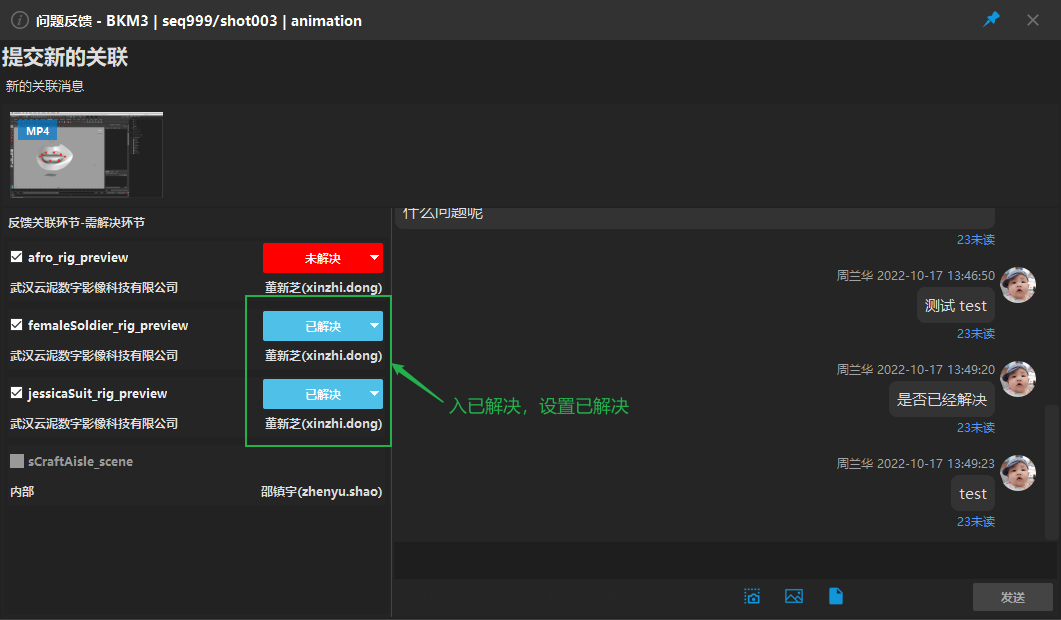 问题反馈 - BKM3 | seq999/shot003 | animation
提交新的关联
新的关联消息
MP4
反馈关联环节-需解决环节
afro_rig_preview
未解决
武汉云泥数字影像科技有限公司
董新芝(xinzhi.dong)
femaleSoldier_rig_preview
已解决
武汉云泥数字影像科技有限公司
董新芝(xinzhi.dong)
jessicaSuit_rig_preview
已解决
武汉云泥数字影像科技有限公司
董新芝(xinzhi.dong)
sCraftAisle_scene
内部
邵镇宇(zhenyu.shao)
入已解决，设置已解决
什么问题呢
23未读
周兰华 2022-10-17 13:46:50
测试 test
23未读
周兰华 2022-10-17 13:49:20
是否已经解决
23未读
周兰华 2022-10-17 13:49:23
test
23未读
发送